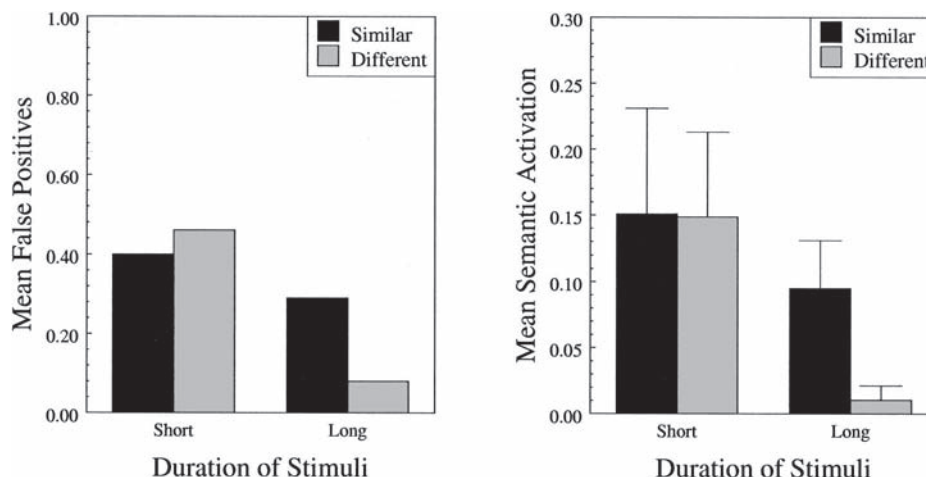 Mean False Positives
1.00
0.80
0.60
0.40
0.20
0.00
Similar
Different
Short
Long
Duration of Stimuli
Mean Semantic Activation
0.30
0.25
0.20
0.15
0.10
0.05
0.00
Similar
Different
Short
Long
Duration of Stimuli